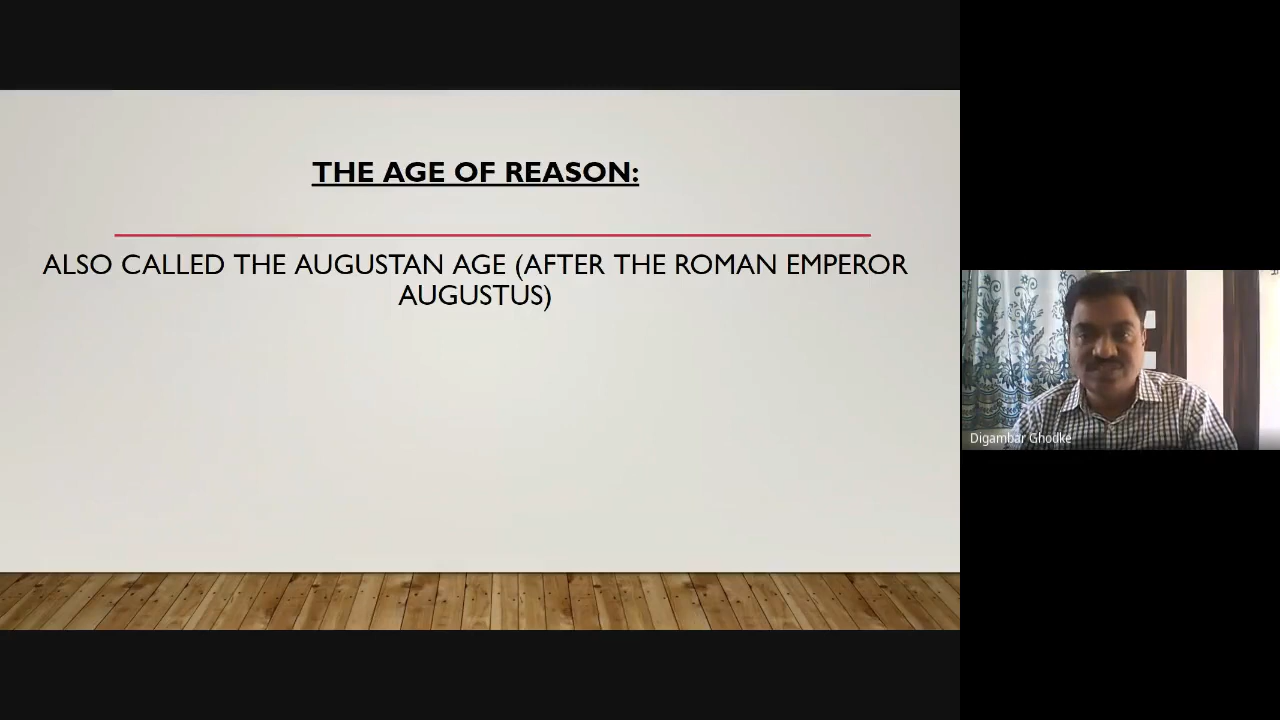 THE AGE OF REASON:
ALSO CALLED THE AUGUSTAN AGE (AFTER THE ROMAN EMPEROR
AUGUSTUS)
Digambar Ghodke